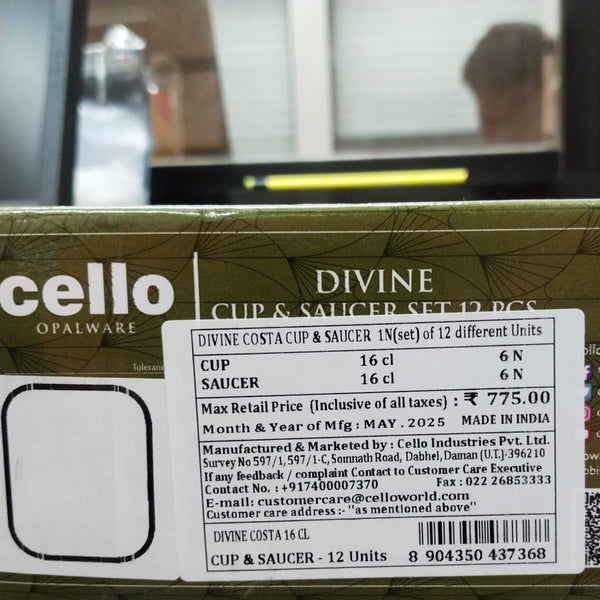 cello
OPALWARE
DIVINE
CUP & SAUCER SET 12 PCS
DIVINE COSTA CUP & SAUCER 1N(set) of 12 different Units
CUP 16 cl 6 N
SAUCER 16 cl 6 N
Max Retail Price (Inclusive of all taxes) : ₹ 775.00
Month & Year of Mfg : MAY . 2025 MADE IN INDIA
Manufactured & Marketed by : Cello Industries Pvt. Ltd.
Survey No 597/1, 597/1-C, Somnath Road, Dabhel, Daman (U.T.)-396210
If any feedback / complaint Contact to Customer Care Executive
Contact No. : +917400007370 Fax : 022 26853333
E-mail: customercare@celloworld.com
Customer care address :- "as mentioned above"
DIVINE COSTA 16 CL
CUP & SAUCER - 12 Units 8 904350 437368